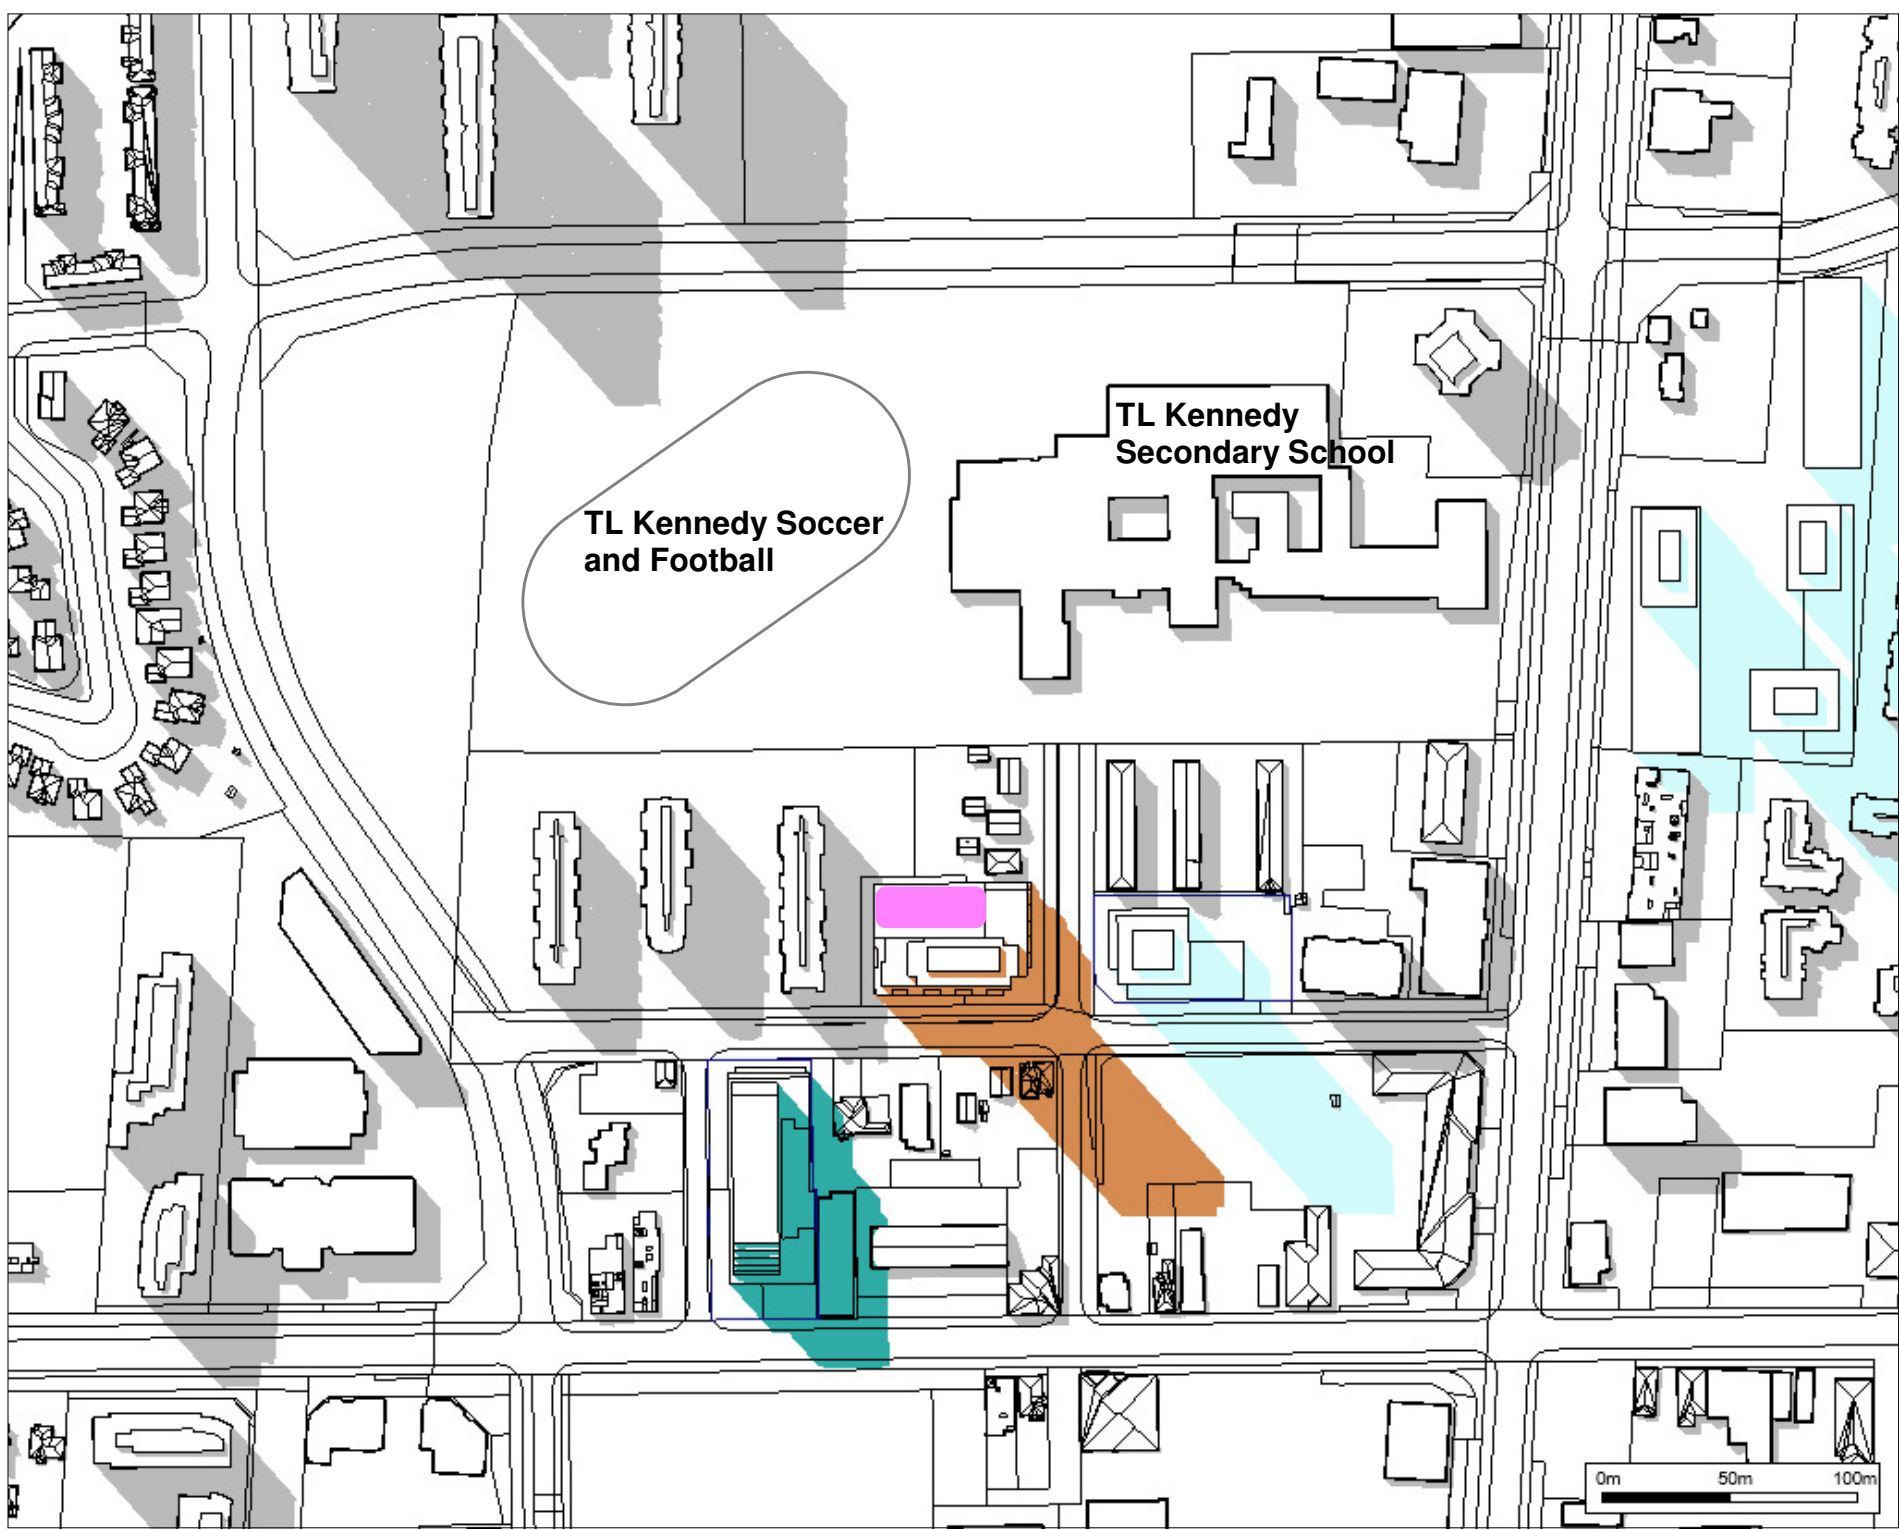 TL Kennedy
Secondary School
TL Kennedy Soccer
and Football
0m 50m 100m